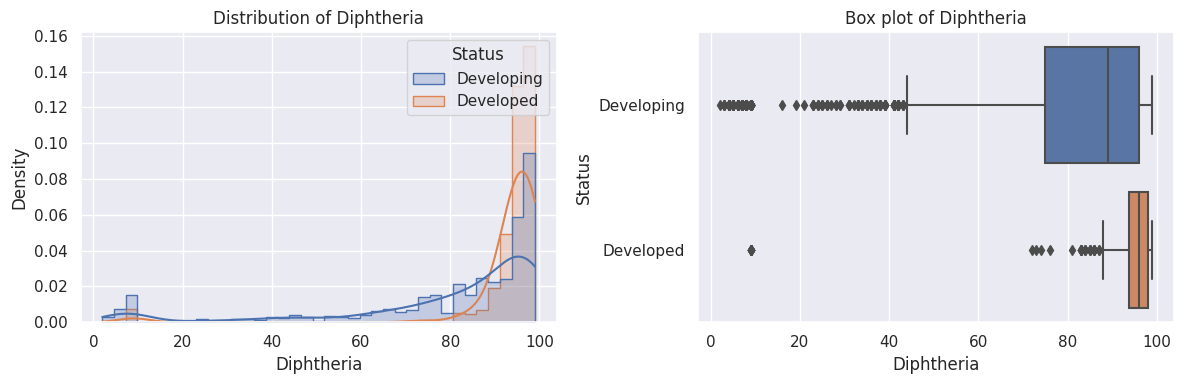 Distribution of Diphtheria
Status
Developing
Developed
Density
0.16
0.14
0.12
0.10
0.08
0.06
0.04
0.02
0.00
0 20 40 60 80 100
Diphtheria
Box plot of Diphtheria
Status
Developing
Developed
0 20 40 60 80 100
Diphtheria